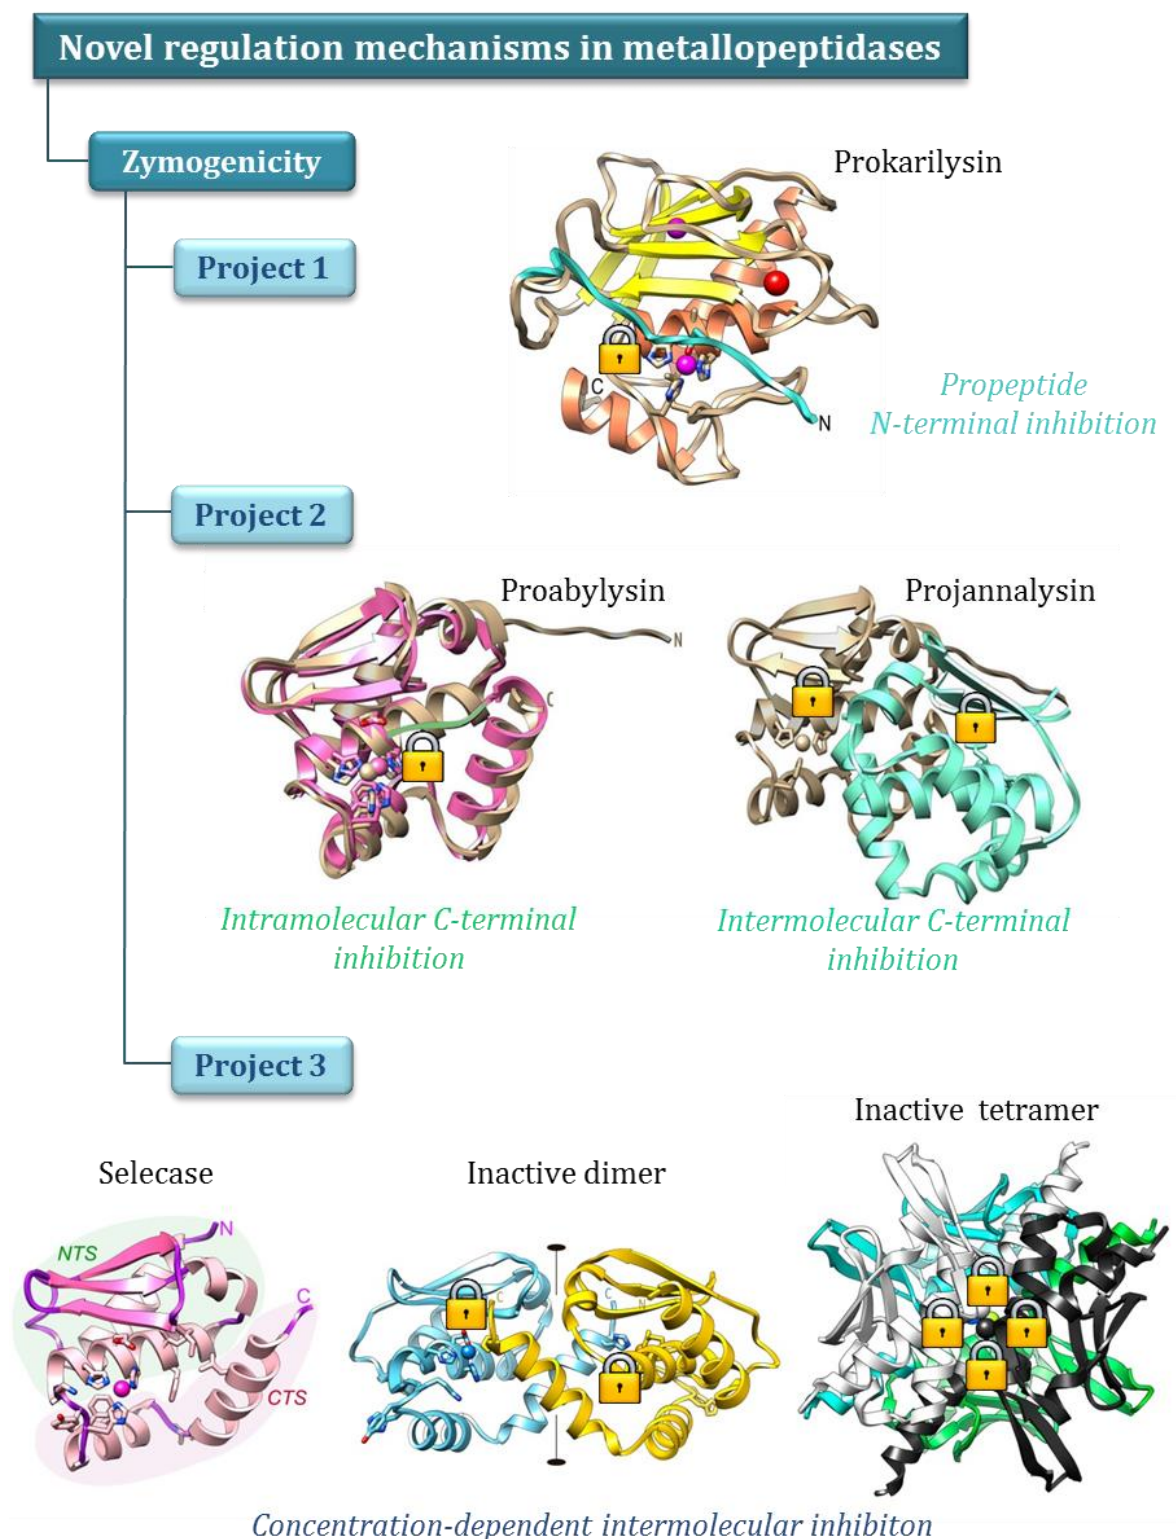 Novel regulation mechanisms in metallopeptidases
Zymogenicity
Prokarilysin
Project 1
C
N
Propeptide
N-terminal inhibition
Project 2
Proabylysin
N
C
Projannalysin
Intramolecular C-terminal
inhibition
Intermolecular C-terminal
inhibition
Project 3
Inactive tetramer
Selecase
Inactive dimer
NTS
N
C
CTS
C
C
N
Concentration-dependent intermolecular inhibiton